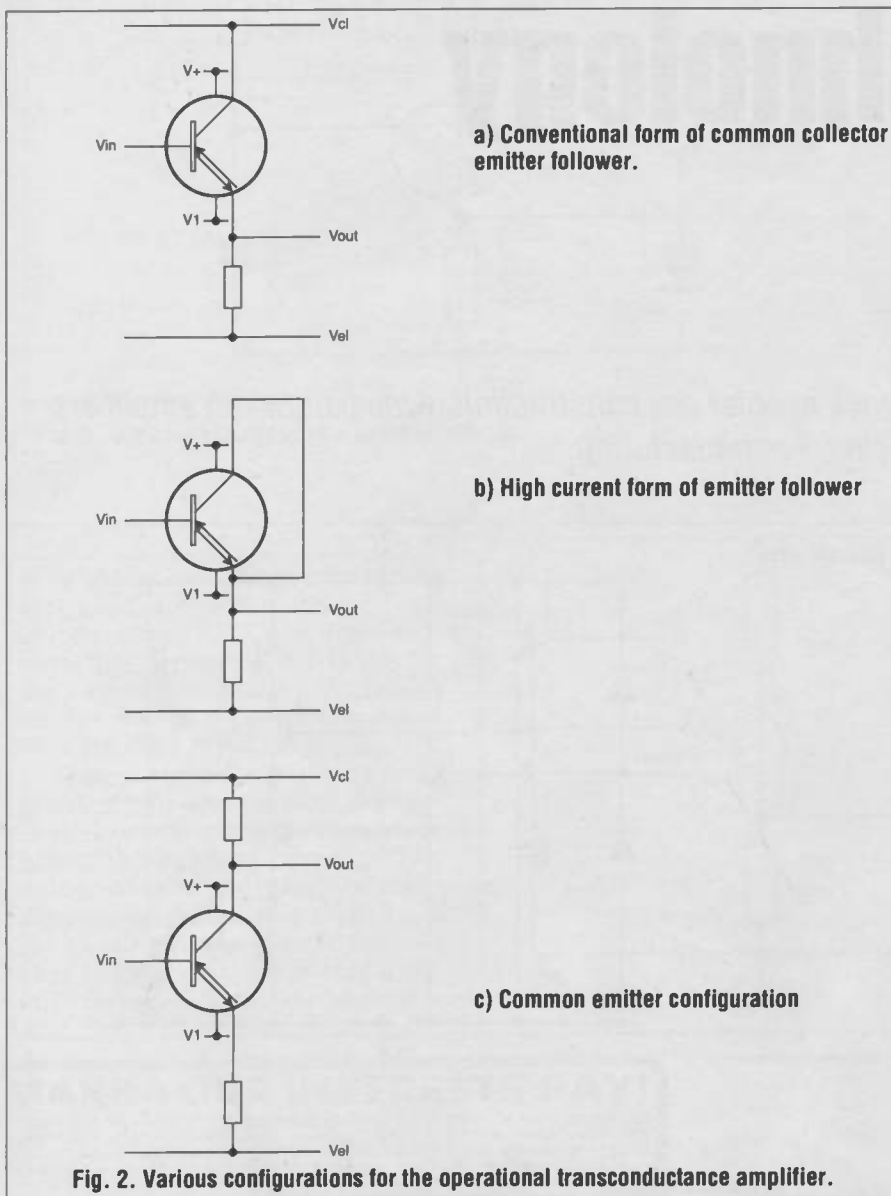 Vcl
V+
Vin
V1
Vout
Vel
a) Conventional form of common collector
emitter follower.
V+
Vin
V1
Vout
Vel
b) High current form of emitter follower
Vcl
Vout
V+
Vin
V1
Vel
c) Common emitter configuration
Fig. 2. Various configurations for the operational transconductance amplifier.